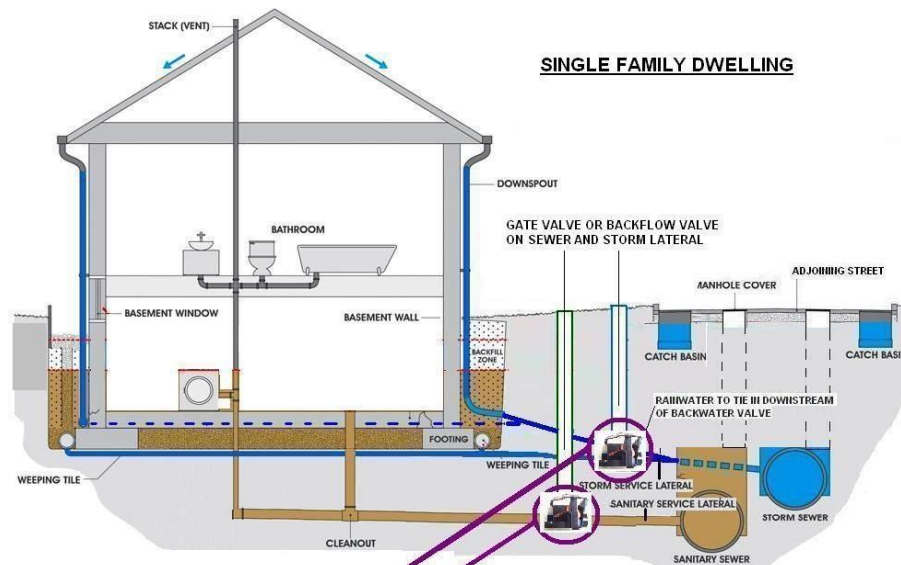 STACK (VENT)
SINGLE FAMILY DWELLING
DOWNSPOUT
BATHROOM
GATE VALVE OR BACKFLOW VALVE
ON SEWER AND STORM LATERAL
ADJOINING STREET
MANHOLE COVER
BASEMENT WINDOW
BASEMENT WALL
BACKFILL
ZONE
CATCH BASIN
CATCH BASI
RAINWATER TO TIE IN DOWNSTREAM
OF BACKWATER VALVE
FOOTING
WEEPING TILE
WEEPING TILE
STORM SERVICE LATERAL
SANITARY SERVICE LATERAL
STORM SEWER
CLEANOUT
SANITARY SEWER